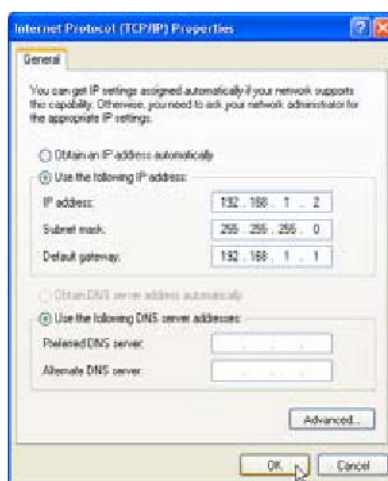 Internet Protocol (TCP/IP) Properties
General
You can get IP settings assigned automatically if your network supports
this capability. Otherwise, you need to ask your network administrator for
the appropriate IP settings.
Obtain an IP address automatically
Use the following IP address:
IP address: 192 . 168 . 1 . 2
Subnet mask: 255 . 255 . 255 . 0
Default gateway: 192 . 168 . 1 . 1
Obtain DNS server address automatically
Use the following DNS server addresses:
Preferred DNS server: . . .
Alternate DNS server: . . .
Advanced...
OK Cancel